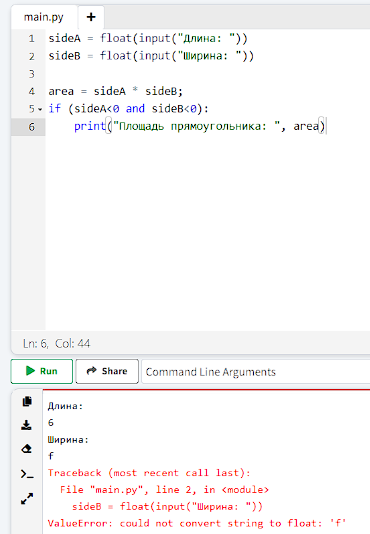 main.py +
1 sideA = float(input("Длина: "))
2 sideB = float(input("Ширина: "))
3
4 area = sideA * sideB;
5 if (sideA<0 and sideB<0):
6 print("Площадь прямоугольника: ", area)
Ln: 6, Col: 44
Run Share Command Line Arguments
Длина:
6
Ширина:
f
Traceback (most recent call last):
File "main.py", line 2, in <module>
sideB = float(input("Ширина: "))
ValueError: could not convert string to float: 'f'